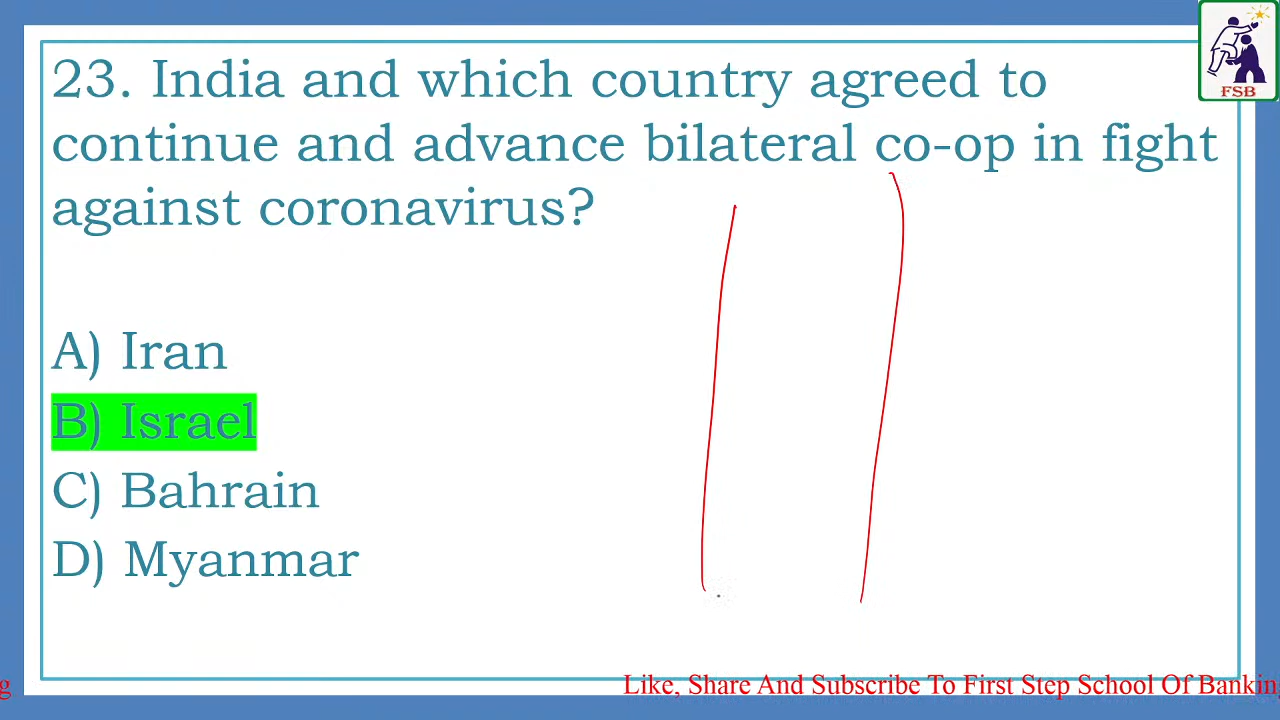 23. India and which country agreed to
continue and advance bilateral co-op in fight
against coronavirus?
A) Iran
B) Israel
C) Bahrain
D) Myanmar
FSB
g
Like, Share And Subscribe To First Step School Of Banking